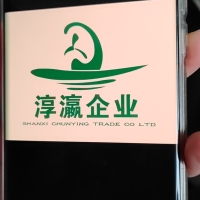 淳瀛企业
SHANXI CHUNYING TRADE CO LTD